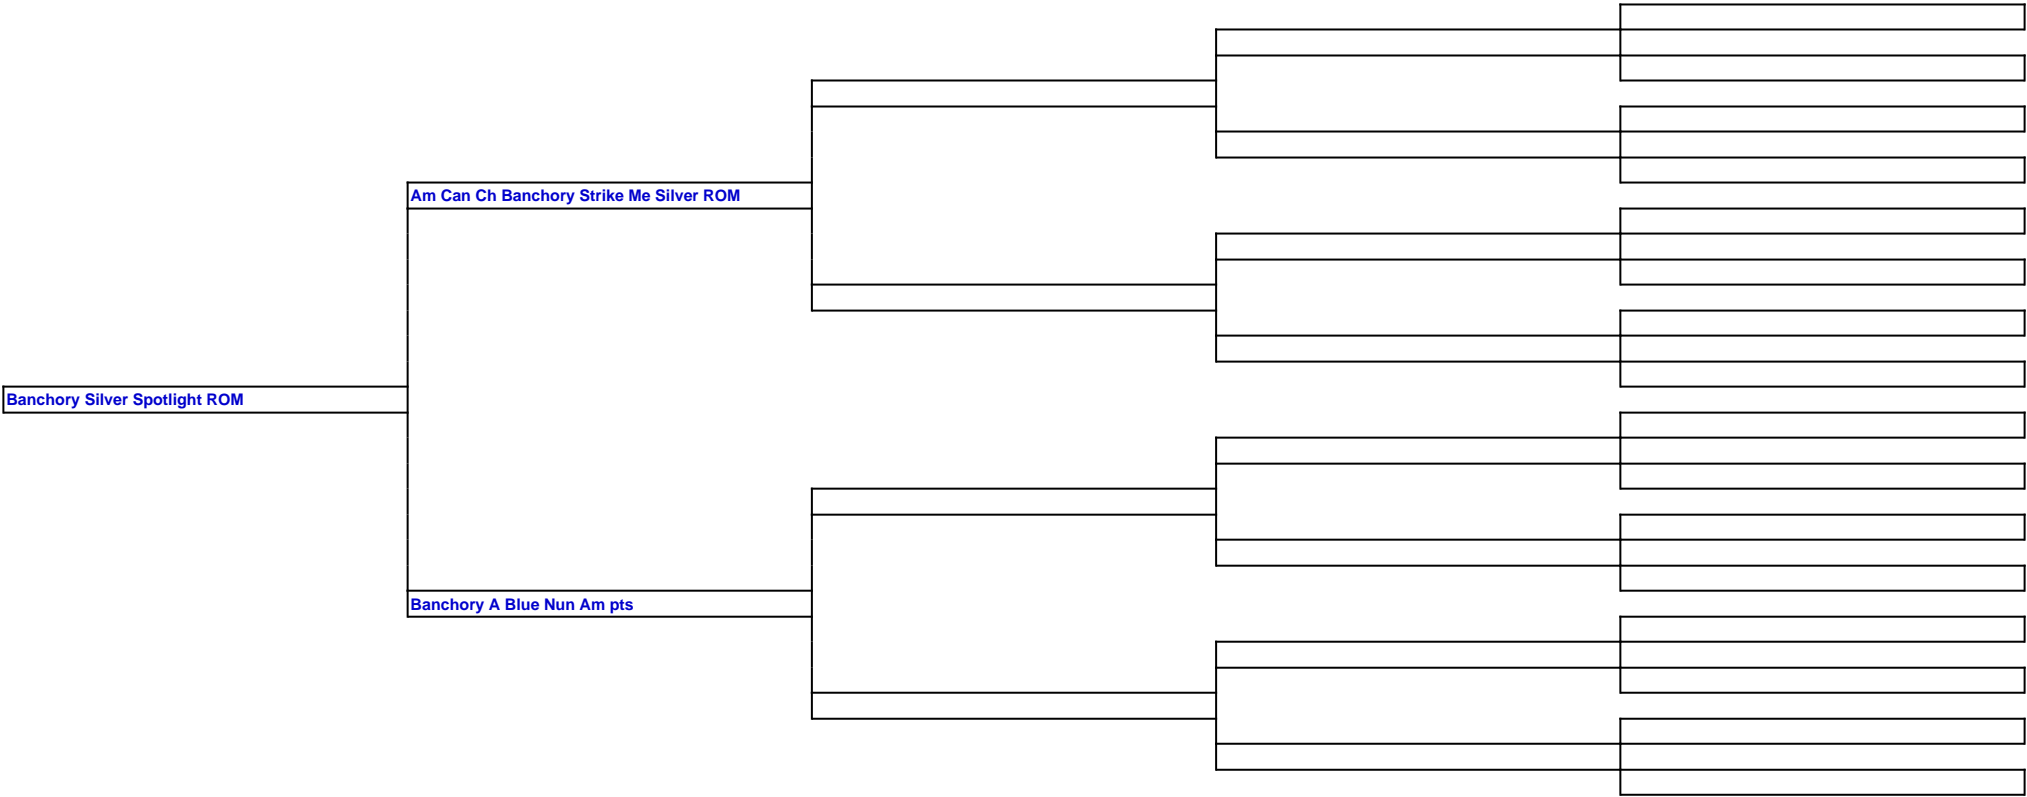 Am Can Ch Banchory Strike Me Silver ROM
Banchory Silver Spotlight ROM
Banchory A Blue Nun Am pts